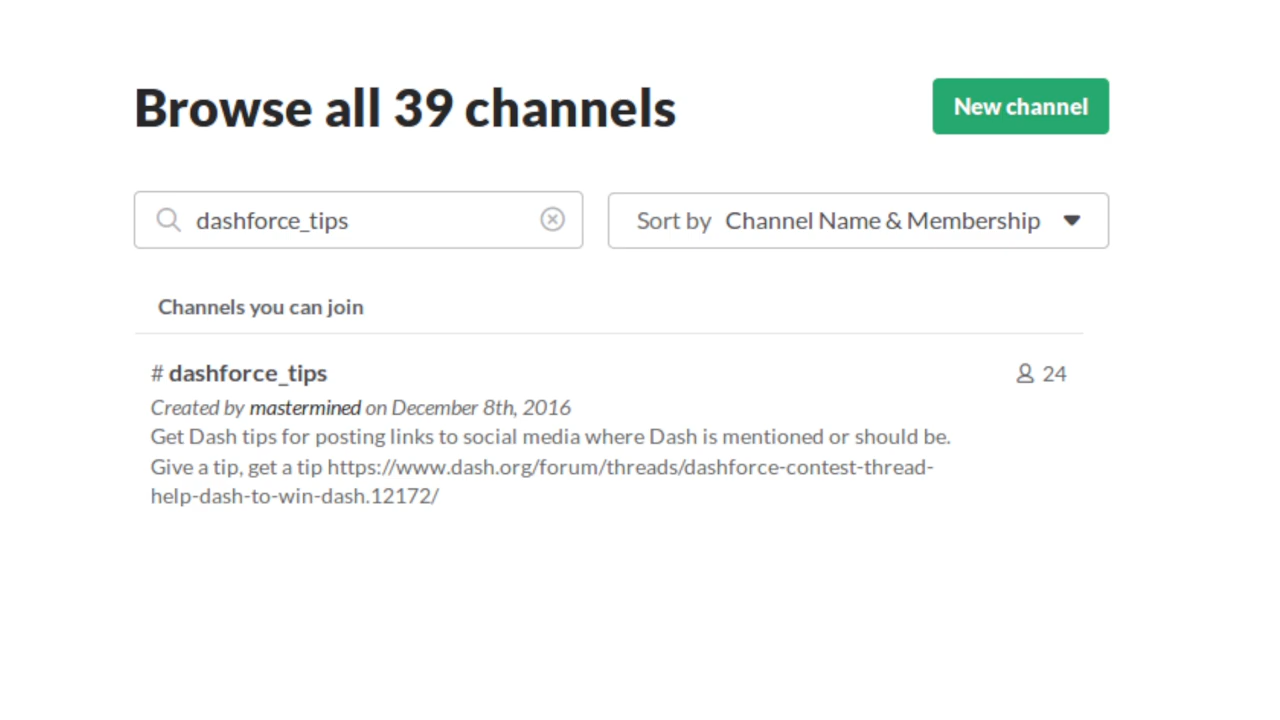 Browse all 39 channels
New channel
dashforce_tips
Sort by Channel Name & Membership
Channels you can join
# dashforce_tips
24
Created by mastermined on December 8th, 2016
Get Dash tips for posting links to social media where Dash is mentioned or should be.
Give a tip, get a tip https://www.dash.org/forum/threads/dashforce-contest-thread-
help-dash-to-win-dash.12172/